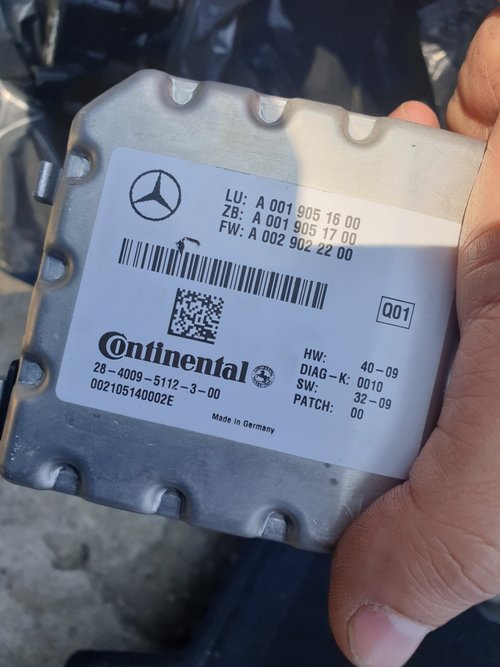 LU: A 001 905 16 00
ZB: A 001 905 17 00
FW: A 002 902 22 00
Q01
Continental
28-4009-5112-3-00
002105140002E
HW: 40-09
DIAG-K: 0010
SW: 32-09
PATCH: 00
Made in Germany